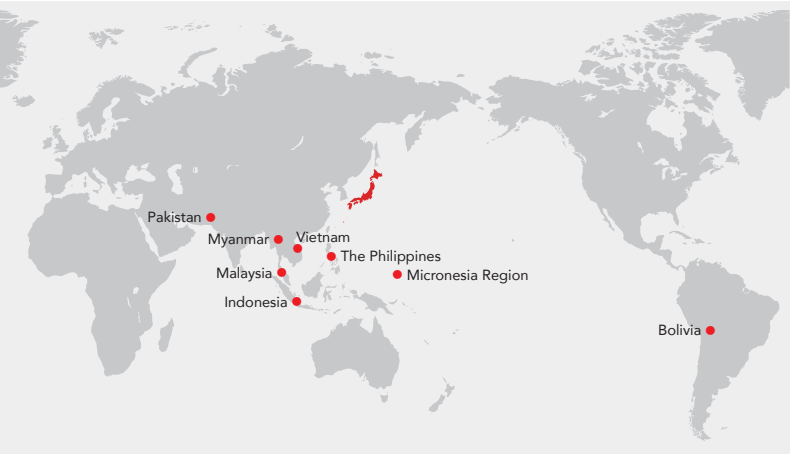 Pakistan
Myanmar
Vietnam
The Philippines
Malaysia
Micronesia Region
Indonesia
Bolivia